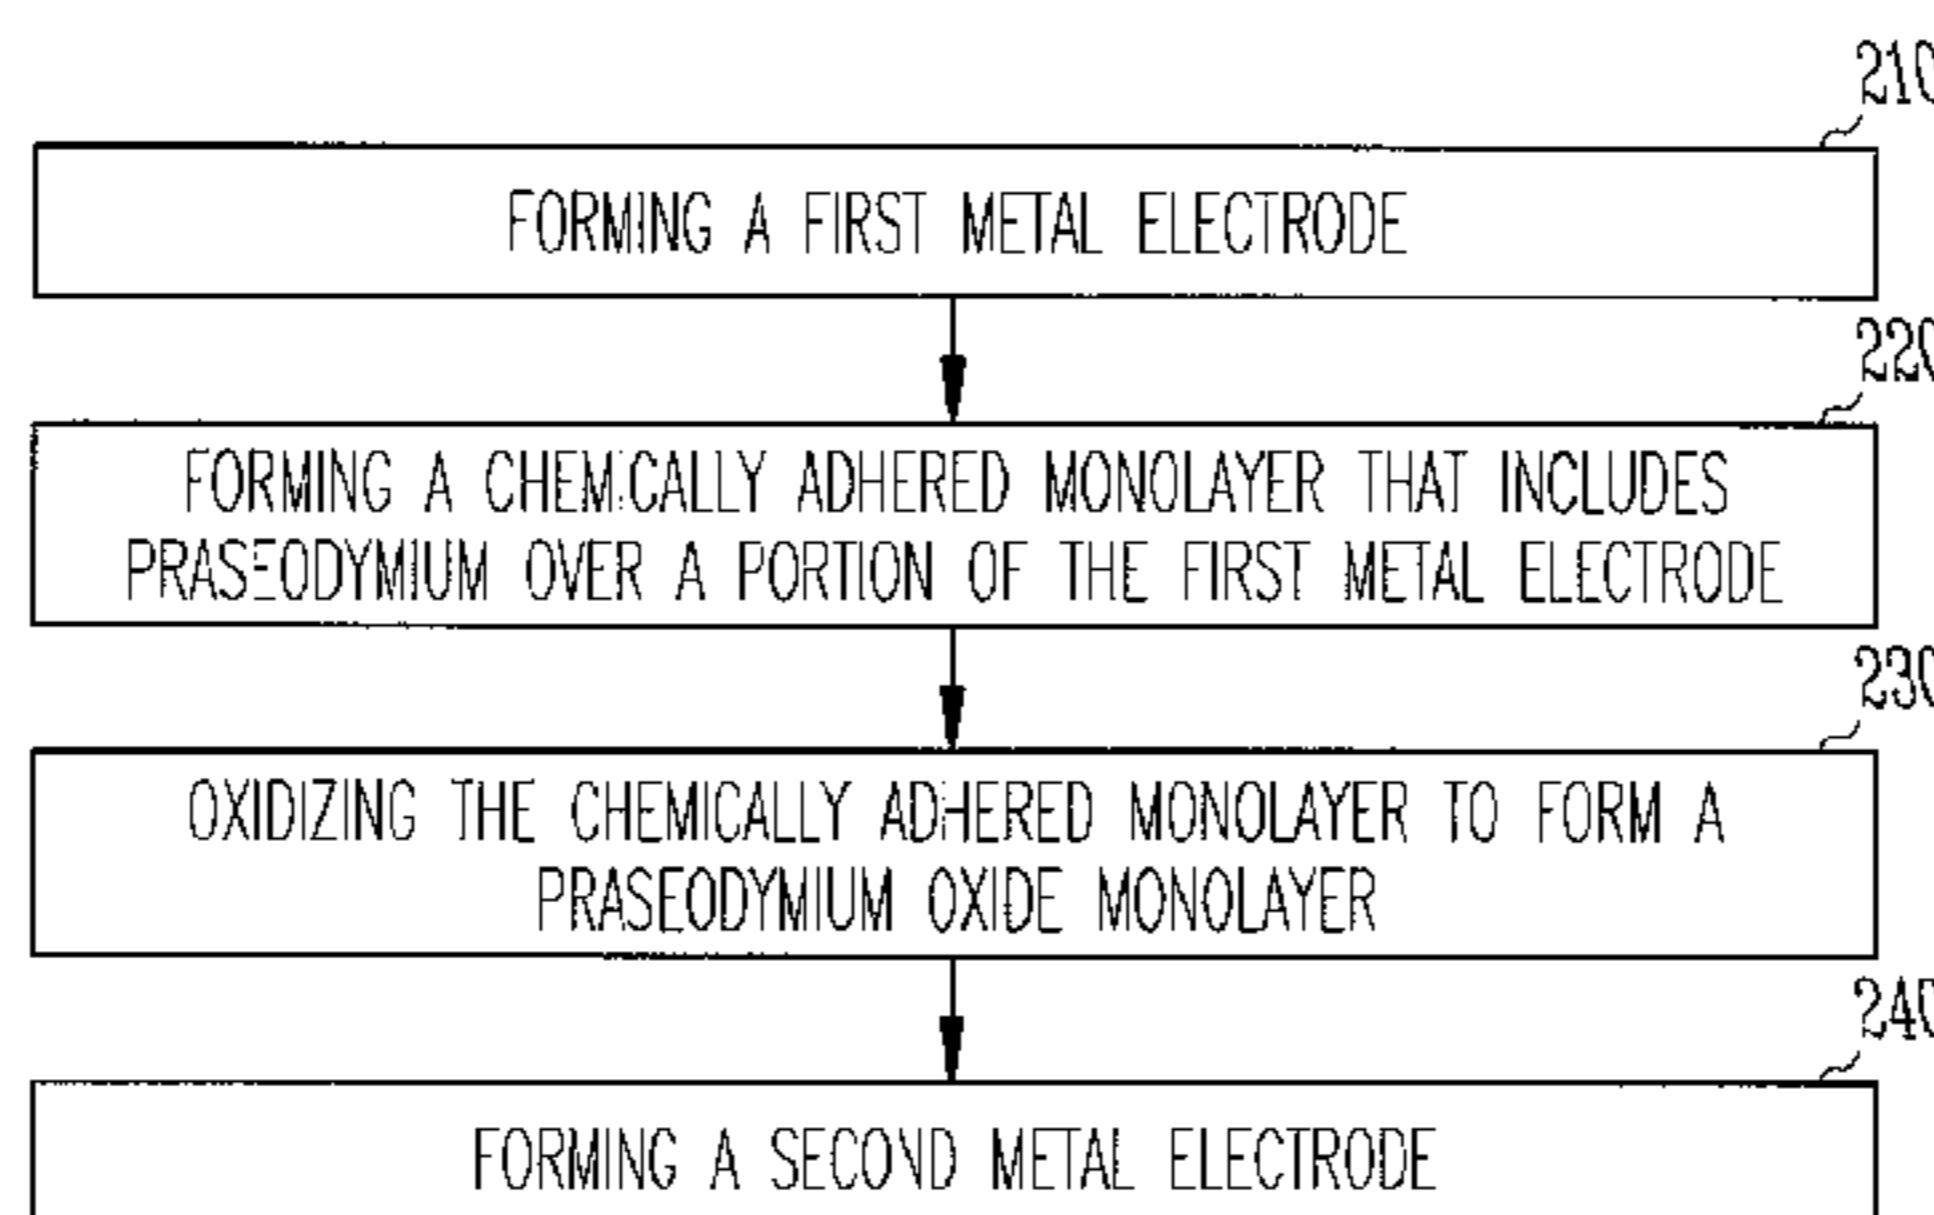 210
FORMING A FIRST METAL ELECTRODE
220
FORMING A CHEMICALLY ADHERED MONOLAYER THAT INCLUDES
PRASEODYMIUM OVER A PORTION OF THE FIRST METAL ELECTRODE
230
OXIDIZING THE CHEMICALLY ADHERED MONOLAYER TO FORM A
PRASEODYMIUM OXIDE MONOLAYER
240
FORMING A SECOND METAL ELECTRODE